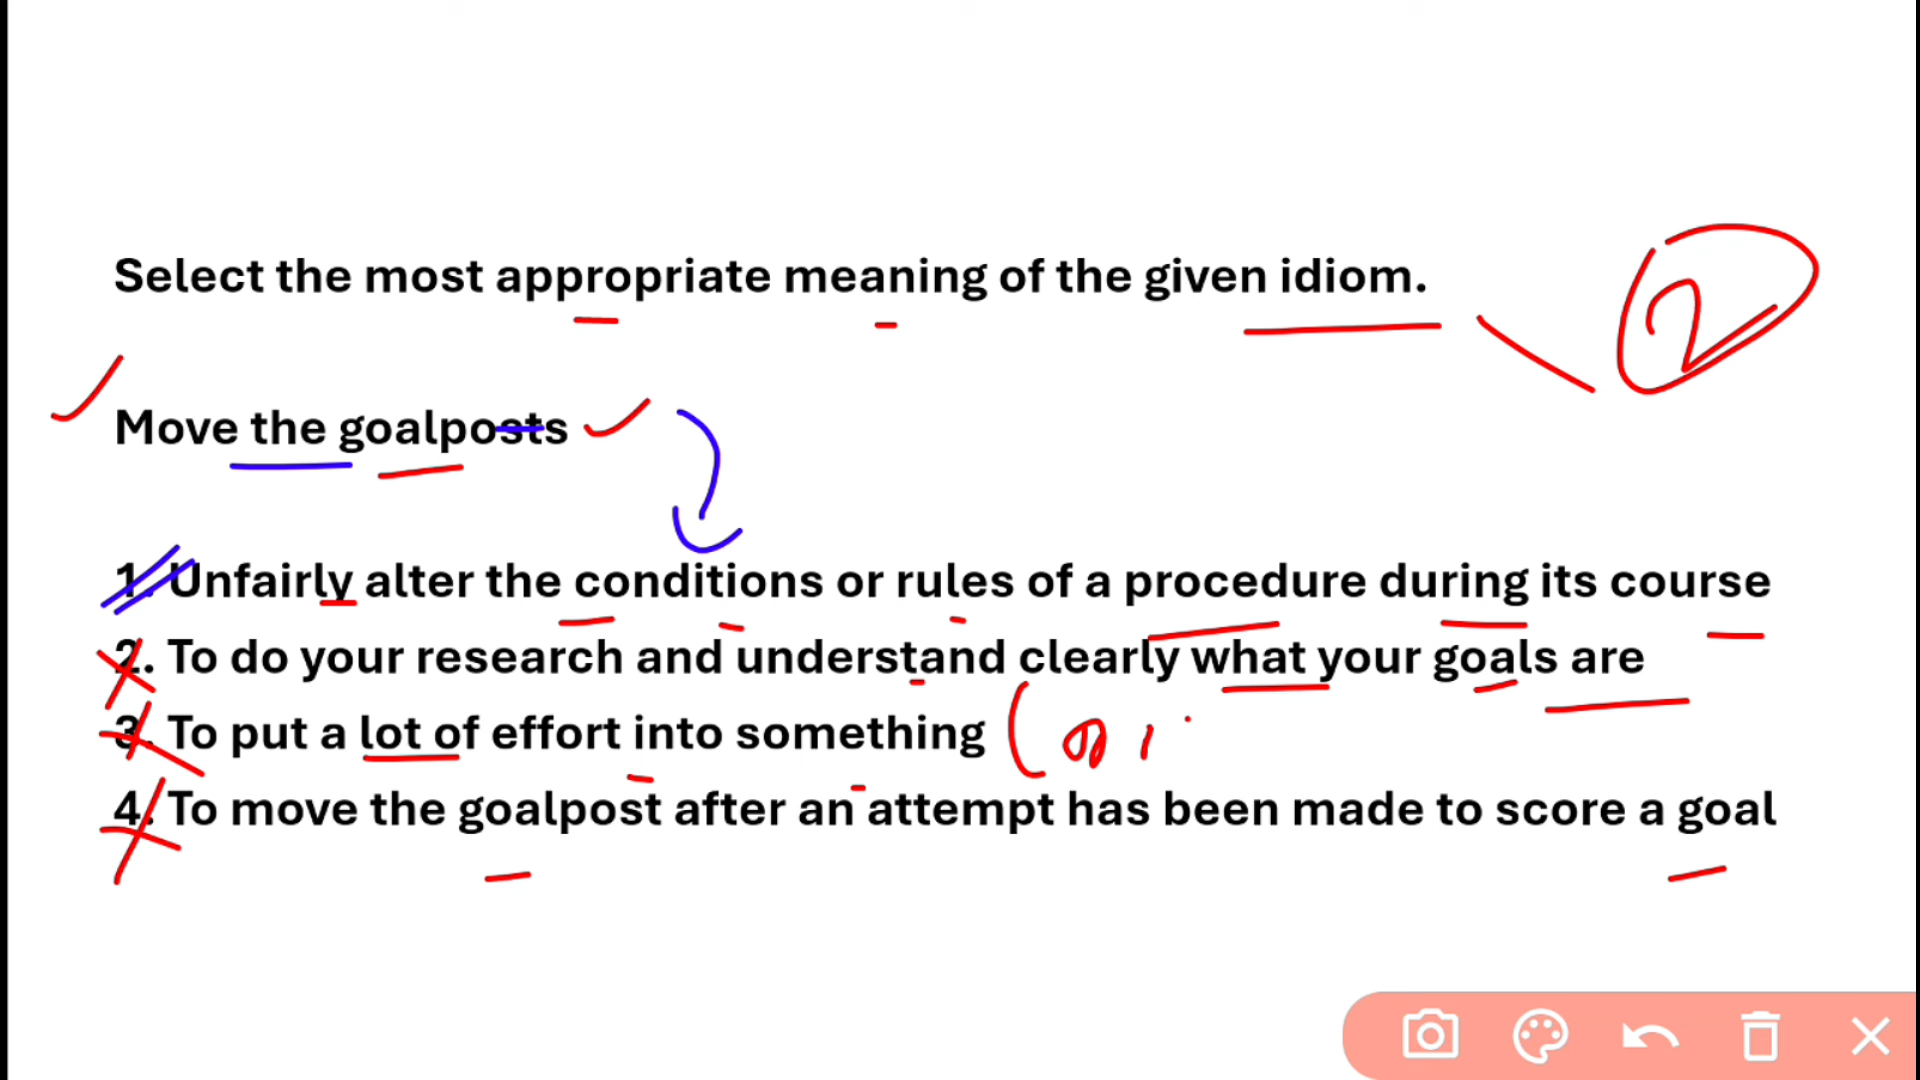 Select the most appropriate meaning of the given idiom.
2
Move the goalposts
1. Unfairly alter the conditions or rules of a procedure during its course
2. To do your research and understand clearly what your goals are
3. To put a lot of effort into something
4. To move the goalpost after an attempt has been made to score a goal